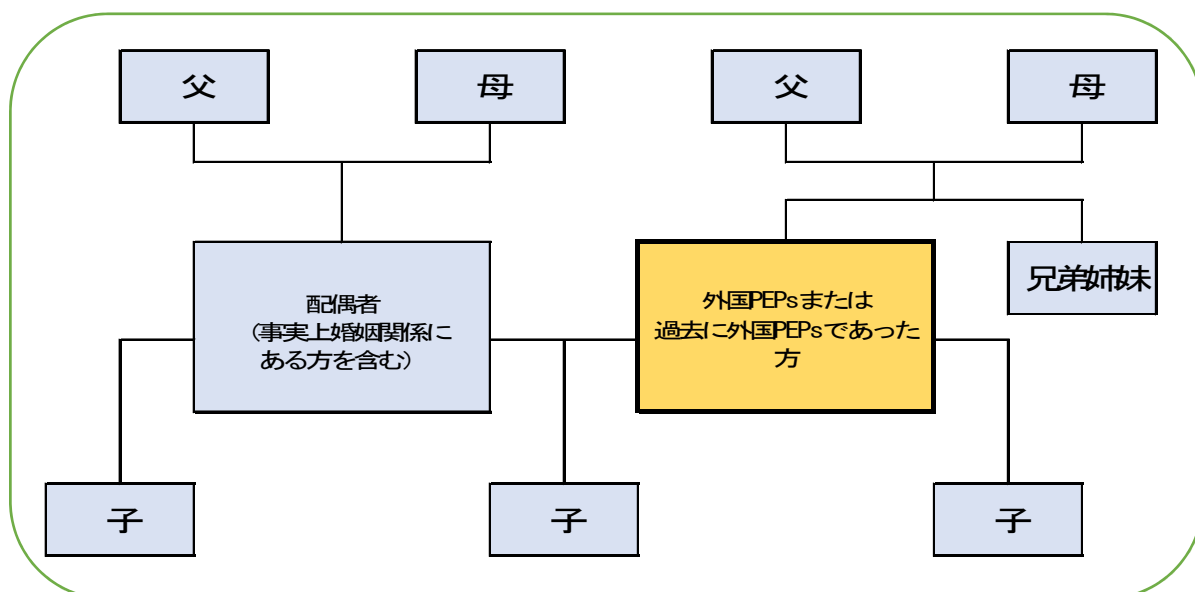 父
母
父
母
兄弟姉妹
配偶者
（事実上婚姻関係に
ある方を含む）
外国PEPsまたは
過去に外国PEPsであった
方
子
子
子